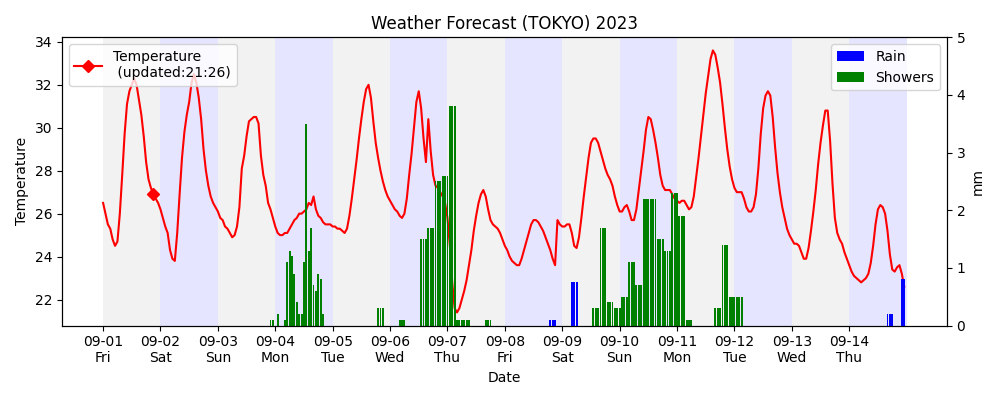 Weather Forecast (TOKYO) 2023
Temperature
(updated:21:26)
Rain
Showers
Temperature
34
32
30
28
26
24
22
5
4
3
2
1
0
mm
09-01 09-02 09-03 09-04 09-05 09-06 09-07 09-08 09-09 09-10 09-11 09-12 09-13 09-14
Fri Sat Sun Mon Tue Wed Thu Fri Sat Sun Mon Tue Wed Thu
Date